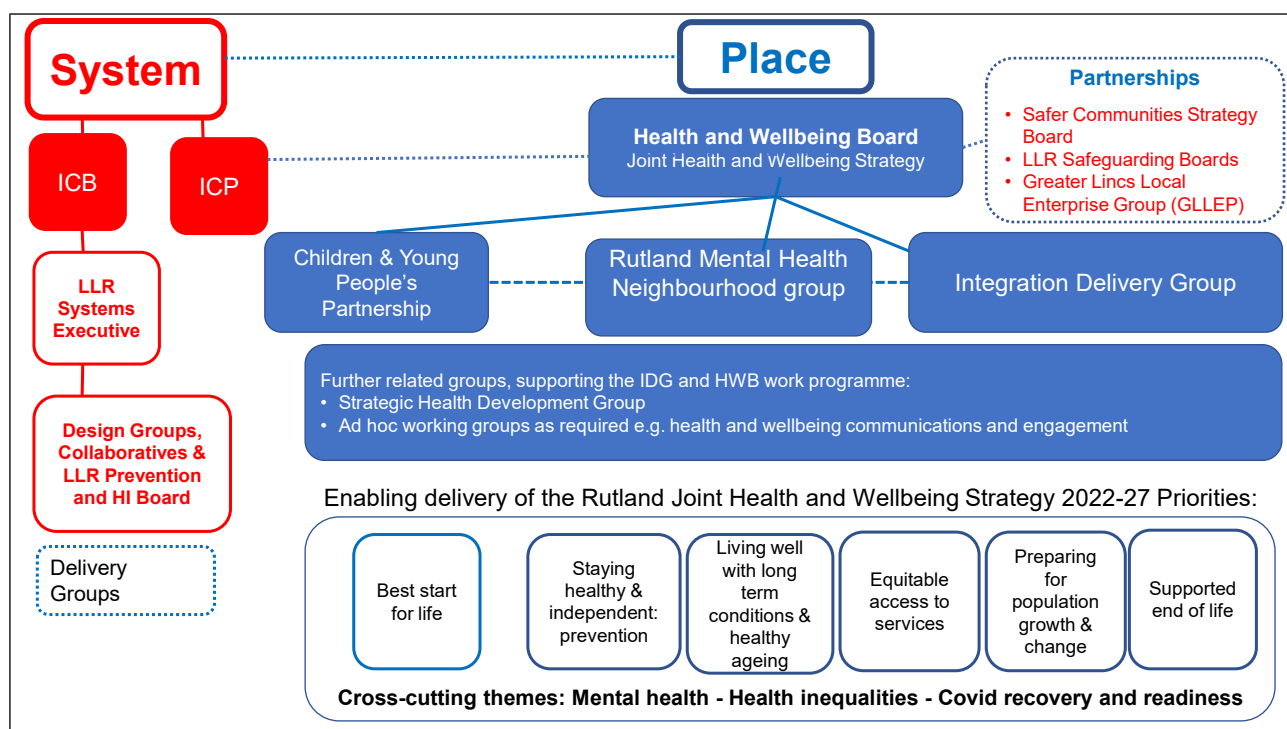 System
Place
Partnerships
• Safer Communities Strategy
Board
• LLR Safeguarding Boards
• Greater Lincs Local
Enterprise Group (GLLEP)
Health and Wellbeing Board
Joint Health and Wellbeing Strategy
ICB
ICP
Children & Young
People's
Partnership
Rutland Mental Health
Neighbourhood group
Integration Delivery Group
LLR
Systems
Executive
Further related groups, supporting the IDG and HWB work programme:
• Strategic Health Development Group
• Ad hoc working groups as required e.g. health and wellbeing communications and engagement
Design Groups,
Collaboratives &
LLR Prevention
and HI Board
Delivery
Groups
Enabling delivery of the Rutland Joint Health and Wellbeing Strategy 2022-27 Priorities:
Best start
for life
Staying
healthy &
independent:
prevention
Living well
with long
term
conditions &
healthy
ageing
Equitable
access to
services
Preparing
for
population
growth &
change
Supported
end of life
Cross-cutting themes: Mental health - Health inequalities - Covid recovery and readiness